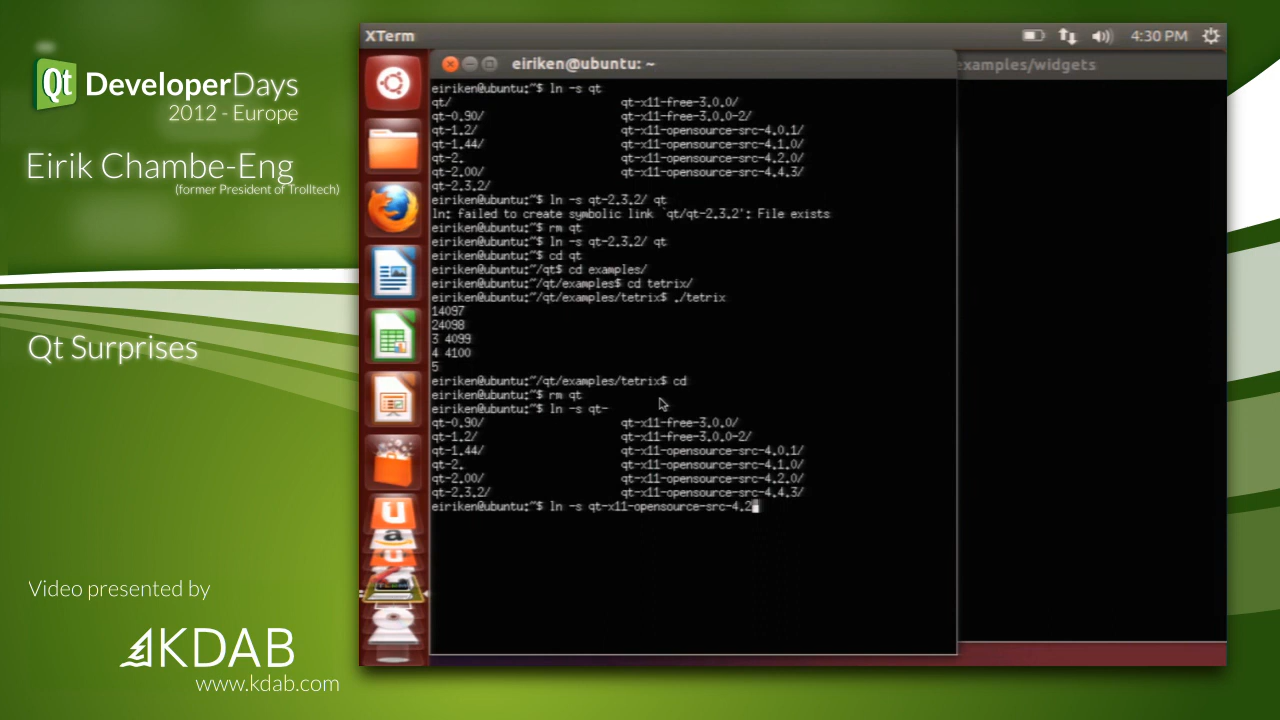 Qt DeveloperDays
2012 - Europe
Eirik Chambe-Eng
(former President of Trolltech)
Qt Surprises
Video presented by
KDAB
www.kdab.com
XTerm
4:30 PM
eiriken@ubuntu: ~
examples/widgets
eiriken@ubuntu:~$ ln -s qt
qt/ qt-x11-free-3.0.0/
qt-0.90/ qt-x11-free-3.0.0-2/
qt-1.2/ qt-x11-opensource-src-4.0.1/
qt-1.44/ qt-x11-opensource-src-4.1.0/
qt-2. qt-x11-opensource-src-4.2.0/
qt-2.00/ qt-x11-opensource-src-4.4.3/
qt-2.3.2/
eiriken@ubuntu:~$ ln -s qt-2.3.2/ qt
ln: failed to create symbolic link `qt/qt-2.3.2': File exists
eiriken@ubuntu:~$ rm qt
eiriken@ubuntu:~$ ln -s qt-2.3.2/ qt
eiriken@ubuntu:~$ cd qt
eiriken@ubuntu:~/qt$ cd examples/
eiriken@ubuntu:~/qt/examples$ cd tetrix/
eiriken@ubuntu:~/qt/examples/tetrix$ ./tetrix
14097
24098
3 4099
4 4100
5
eiriken@ubuntu:~/qt/examples/tetrix$ cd
eiriken@ubuntu:~$ rm qt
eiriken@ubuntu:~$ ln -s qt-
qt-0.90/ qt-x11-free-3.0.0/
qt-1.2/ qt-x11-free-3.0.0-2/
qt-1.44/ qt-x11-opensource-src-4.0.1/
qt-2. qt-x11-opensource-src-4.1.0/
qt-2.00/ qt-x11-opensource-src-4.2.0/
qt-2.3.2/ qt-x11-opensource-src-4.4.3/
eiriken@ubuntu:~$ ln -s qt-x11-opensource-src-4.2